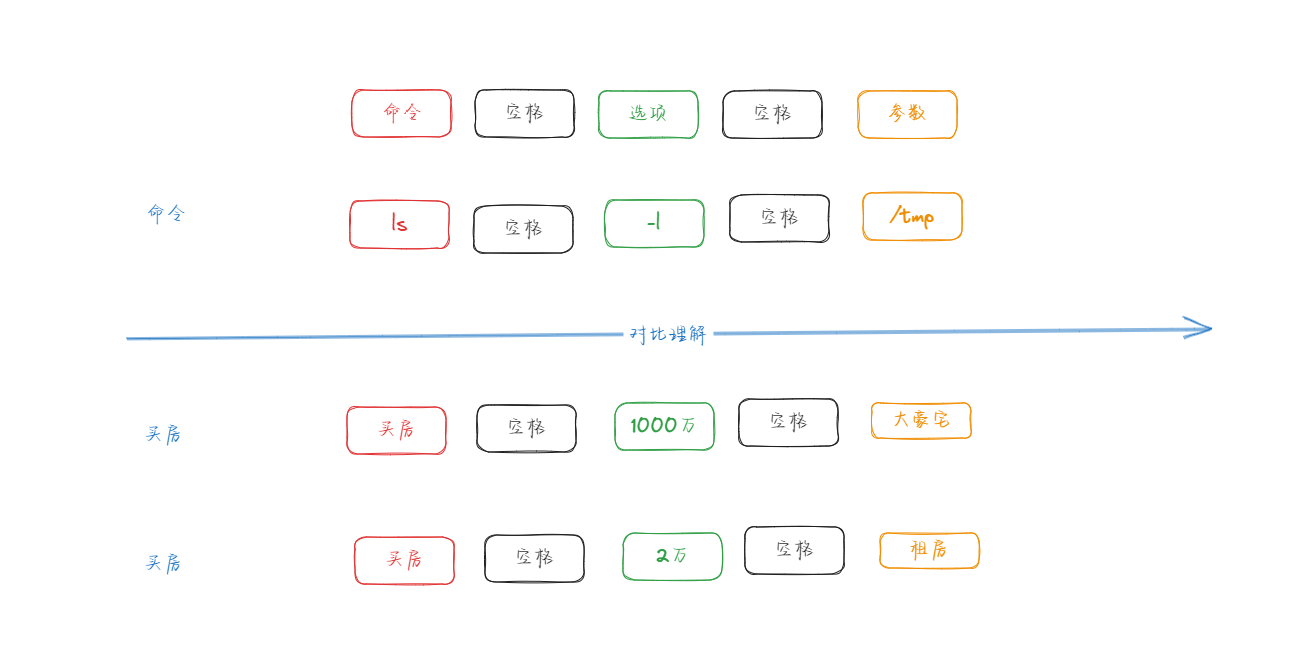 命令 空格 选项 空格 参数
命令 ls 空格 -l 空格 /tmp
对比理解
买房 买房 空格 1000万 空格 大豪宅
买房 买房 空格 2万 空格 租房